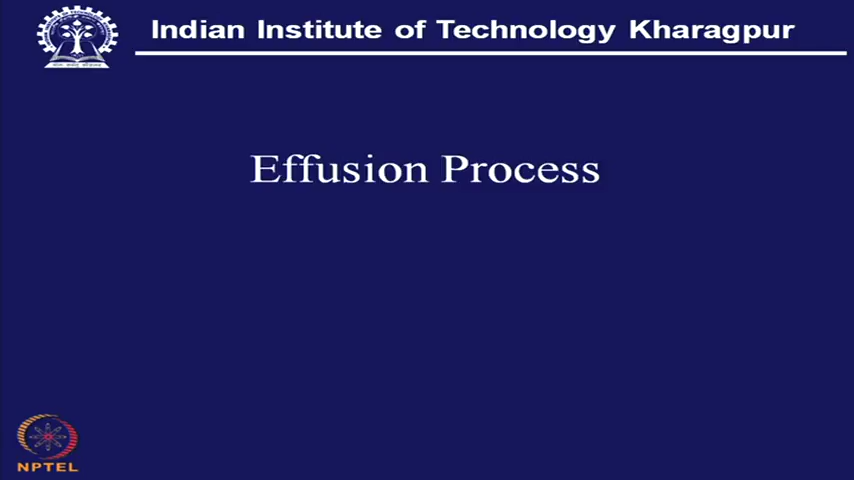 Indian Institute of Technology Kharagpur
Effusion Process
NPTEL